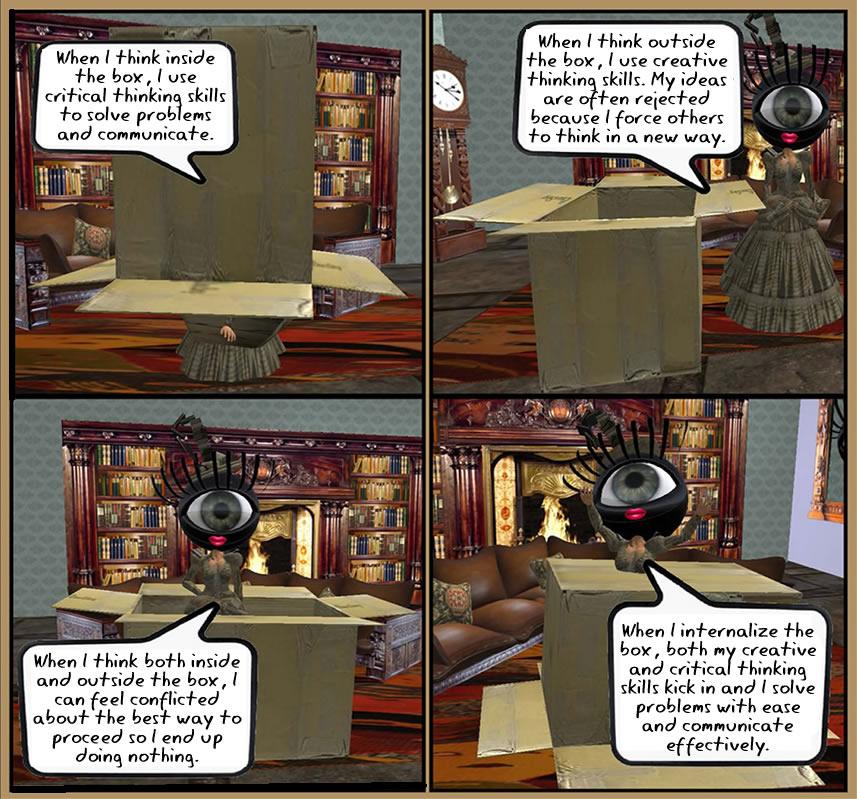 When I think inside
the box, I use
critical thinking skills
to solve problems
and communicate.
When I think outside
the box, I use creative
thinking skills. My ideas
are often rejected
because I force others
to think in a new way.
When I think both inside
and outside the box, I
can feel conflicted
about the best way to
proceed so I end up
doing nothing.
When I internalize the
box, both my creative
and critical thinking
skills kick in and I solve
problems with ease
and communicate
effectively.